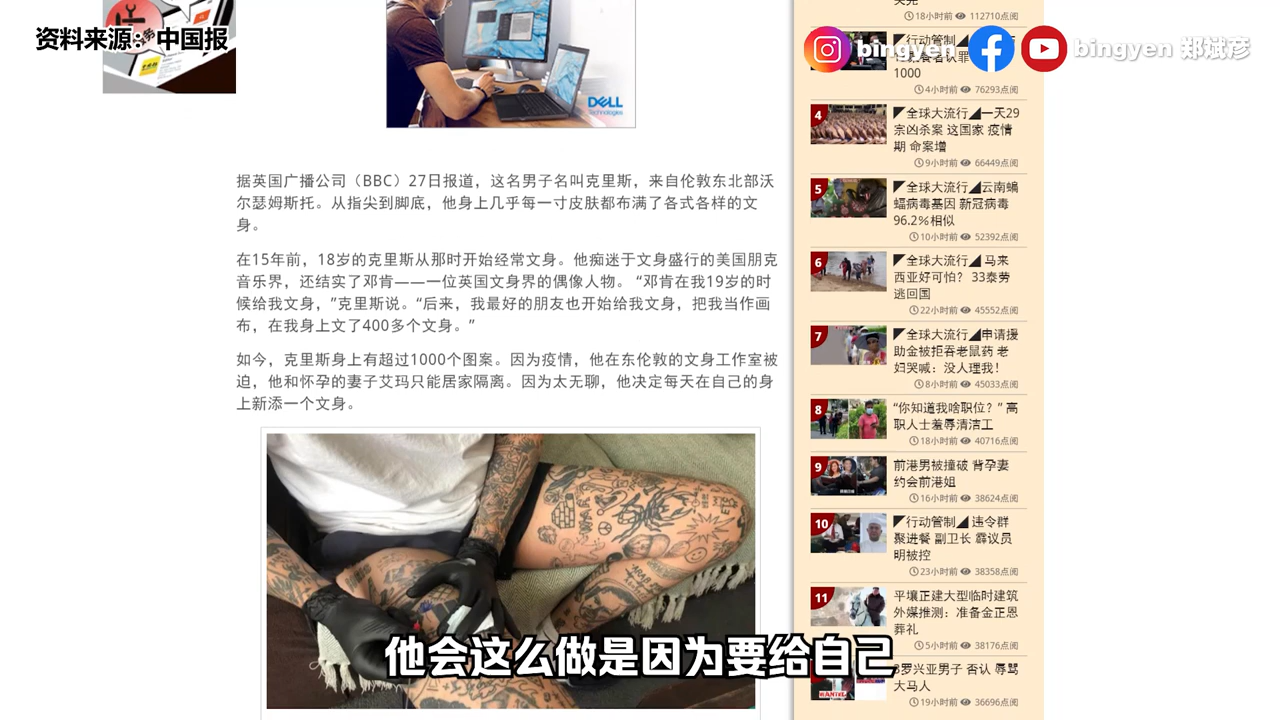 资料来源：中国报
DELL
Technologies
bingyen
bingyen 郑斌彦
据英国广播公司（BBC）27日报道，这名男子名叫克里斯，来自伦敦东北部沃
尔瑟姆斯托。从指尖到脚底，他身上几乎每一寸皮肤都布满了各式各样的文
身。
在15年前，18岁的克里斯从那时开始经常文身。他痴迷于文身盛行的美国朋克
音乐界，还结实了邓肯——一位英国文身界的偶像人物。 “邓肯在我19岁的时
候给我文身，”克里斯说。“后来，我最好的朋友也开始给我文身，把我当作画
布，在我身上文了400多个文身。”
如今，克里斯身上有超过1000个图案。因为疫情，他在东伦敦的文身工作室被
迫，他和怀孕的妻子艾玛只能居家隔离。因为太无聊，他决定每天在自己的身
上新添一个文身。
他会这么做是因为要给自己
18小时前 112710点阅
◤行动管制◢
1000
4小时前 76293点阅
4
◤全球大流行◢一天29
宗凶杀案 这国家 疫情
期 命案增
9小时前 66449点阅
5
◤全球大流行◢云南蝙
蝠病毒基因 新冠病毒
96.2%相似
10小时前 52392点阅
6
◤全球大流行◢ 马来
西亚好可怕？ 33泰劳
逃回国
22小时前 45552点阅
7
◤全球大流行◢申请援
助金被拒吞老鼠药 老
妇哭喊：没人理我！
8小时前 45033点阅
8
“你知道我啥职位？” 高
职人士羞辱清洁工
18小时前 40716点阅
9
前港男被撞破 背孕妻
约会前港姐
16小时前 38624点阅
10
◤行动管制◢ 违令群
聚进餐 副卫长 霹议员
明被控
23小时前 38358点阅
11
平壤正建大型临时建筑
外媒推测：准备金正恩
葬礼
5小时前 38176点阅
罗兴亚男子 否认 辱骂
大马人
19小时前 36696点阅